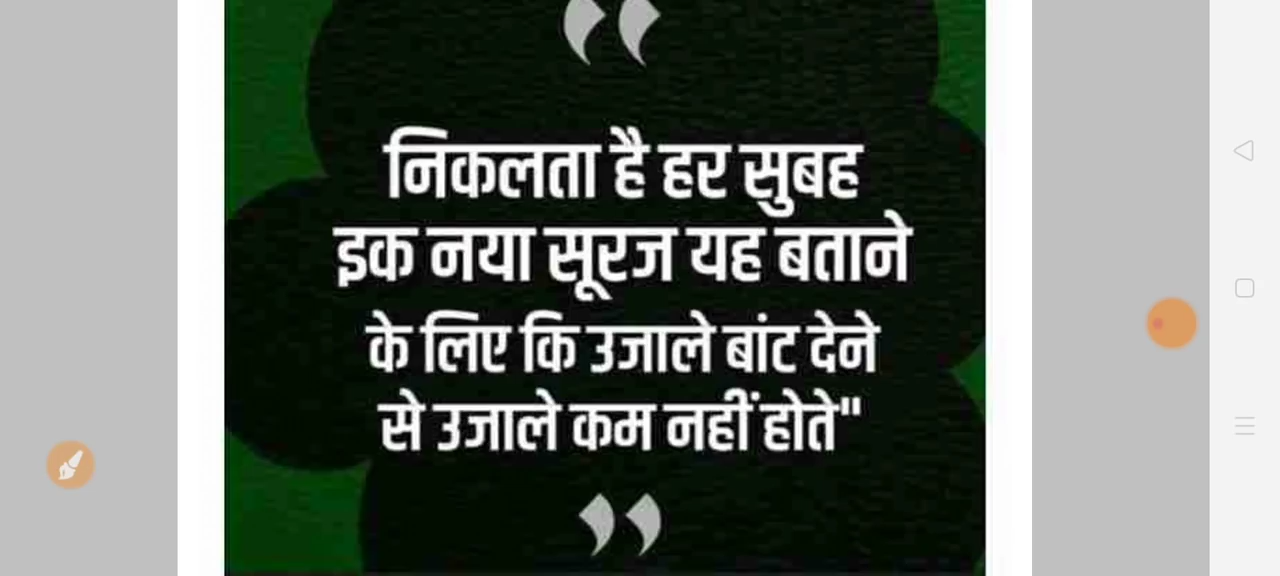 निकलता है हर सुबह
इक नया सूरज यह बताने
के लिए कि उजाले बांट देने
से उजाले कम नहीं होते"